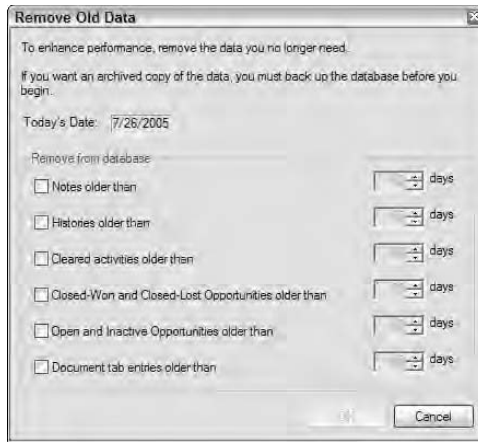 Remove Old Data
To enhance performance, remove the data you no longer need.
If you want an archived copy of the data, you must back up the database before you
begin.
Today's Date: 7/26/2005
Remove from database
Notes older than days
Histories older than days
Cleared activities older than days
Closed-Won and Closed-Lost Opportunities older than days
Open and Inactive Opportunities older than days
Document tab entries older than days
OK Cancel